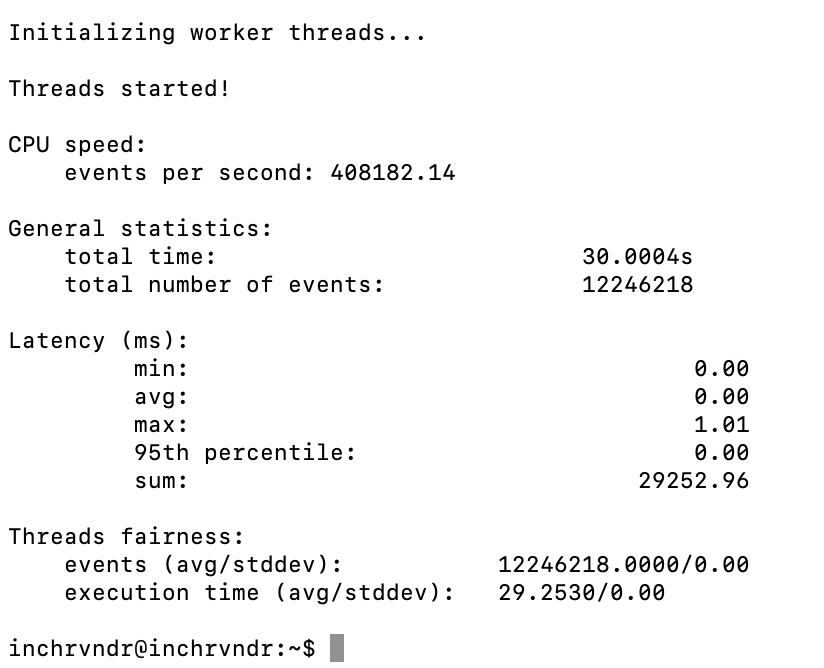 Initializing worker threads...
Threads started!
CPU speed:
events per second: 408182.14
General statistics:
total time: 30.0004s
total number of events: 12246218
Latency (ms):
min: 0.00
avg: 0.00
max: 1.01
95th percentile: 0.00
sum: 29252.96
Threads fairness:
events (avg/stddev): 12246218.0000/0.00
execution time (avg/stddev): 29.2530/0.00
inchrvndr@inchrvndr:~$